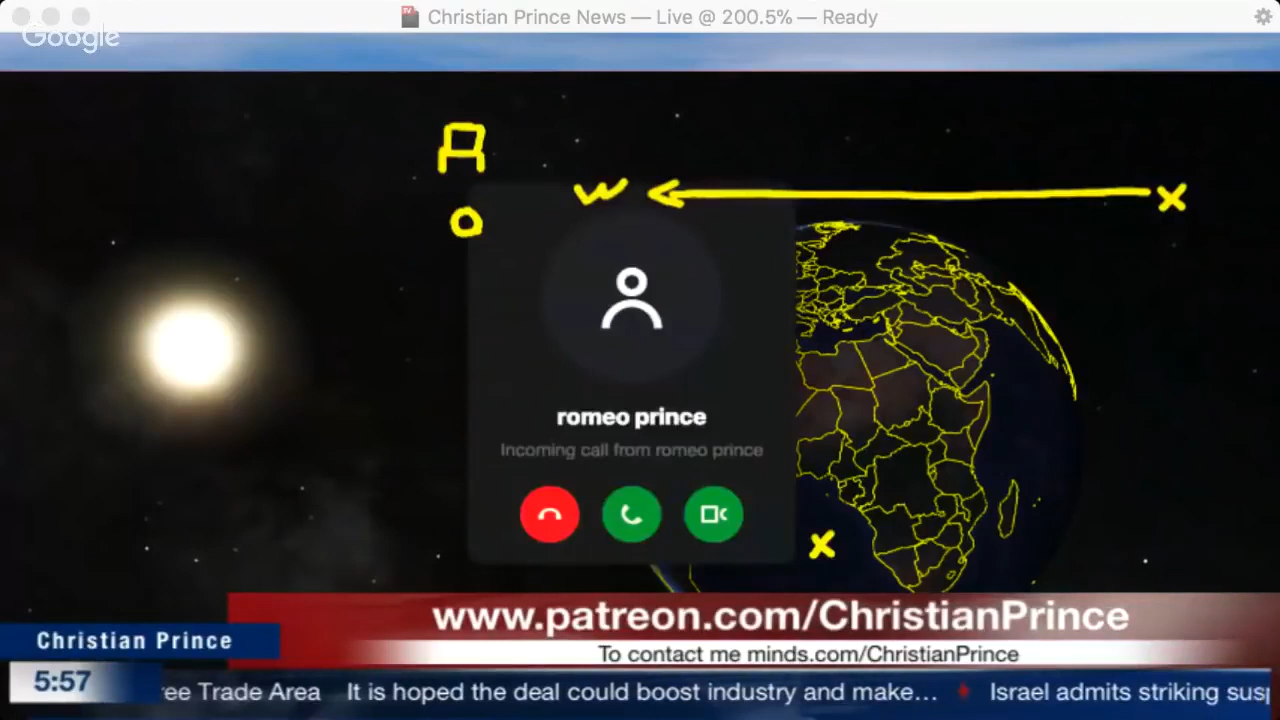 Christian Prince News — Live @ 200.5% — Ready
Google
W
X
O
romeo prince
Incoming call from romeo prince
X
www.patreon.com/ChristianPrince
Christian Prince
To contact me minds.com/ChristianPrince
5:57
ree Trade Area It is hoped the deal could boost industry and make... Israel admits striking susp